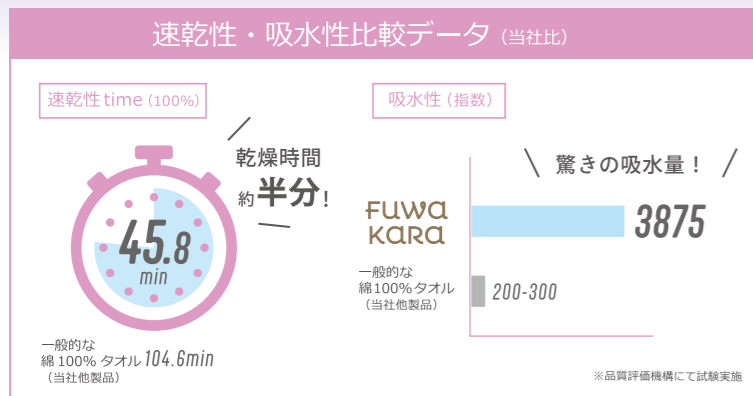 速乾性・吸水性比較データ（当社比）
速乾性time（100%）
乾燥時間
約半分！
45.8
min
一般的な
綿100% タオル 104.6min
（当社他製品）
吸水性（指数）
驚きの吸水量！
FUWA
KARA
3875
一般的な
綿100%タオル
（当社他製品）
200-300
※品質評価機構にて試験実施